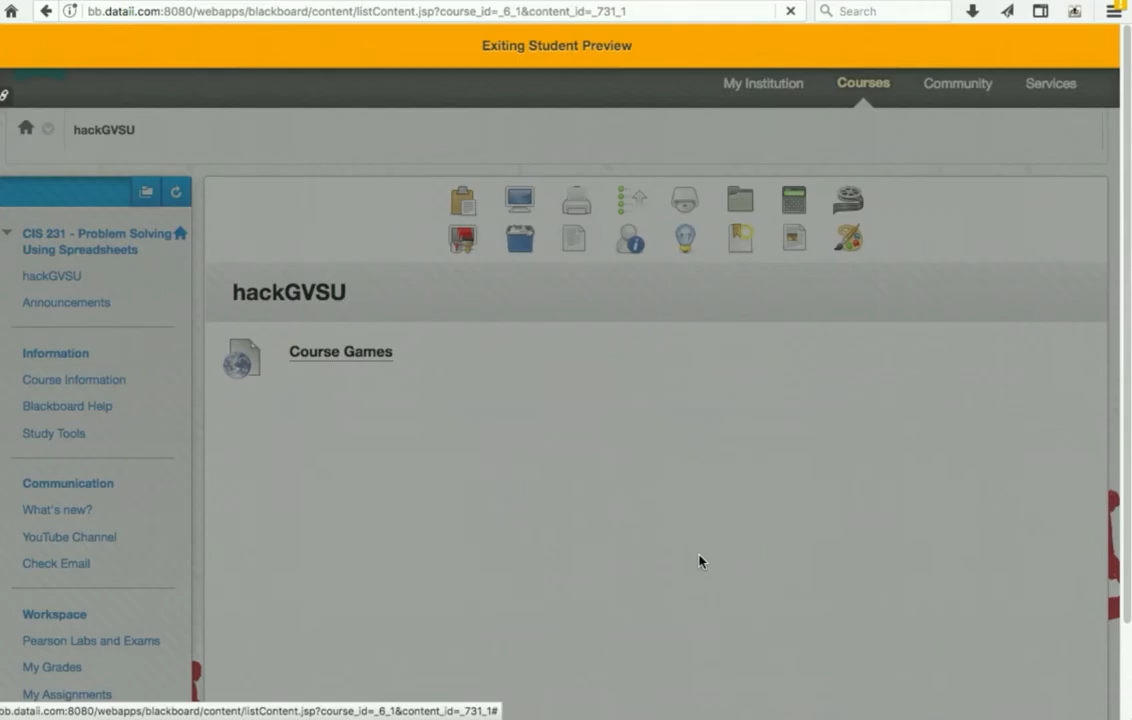 bb.dataii.com:8080/webapps/blackboard/content/listContent.jsp?course_id=_6_1&content_id=_731_1
Search
Exiting Student Preview
My Institution
Courses
Community
Services
hackGVSU
CIS 231 - Problem Solving
Using Spreadsheets
hackGVSU
Announcements
Information
Course Information
Blackboard Help
Study Tools
Communication
What's new?
YouTube Channel
Check Email
Workspace
Pearson Labs and Exams
My Grades
My Assignments
hackGVSU
Course Games
bb.dataii.com:8080/webapps/blackboard/content/listContent.jsp?course_id=_6_1&content_id=_731_1#